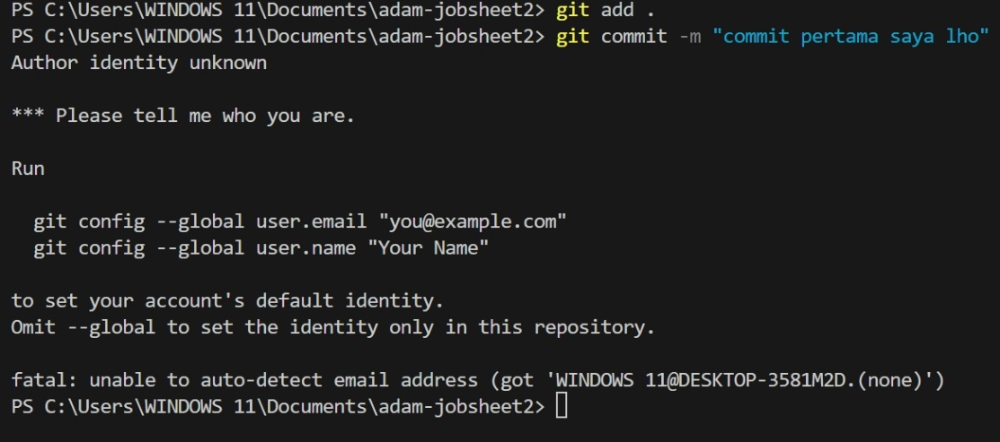 PS C:\Users\WINDOWS 11\Documents\adam-jobsheet2> git add .
PS C:\Users\WINDOWS 11\Documents\adam-jobsheet2> git commit -m "commit pertama saya lho"
Author identity unknown
*** Please tell me who you are.
Run
git config --global user.email "you@example.com"
git config --global user.name "Your Name"
to set your account's default identity.
Omit --global to set the identity only in this repository.
fatal: unable to auto-detect email address (got 'WINDOWS 11@DESKTOP-3581M2D.(none)')
PS C:\Users\WINDOWS 11\Documents\adam-jobsheet2>